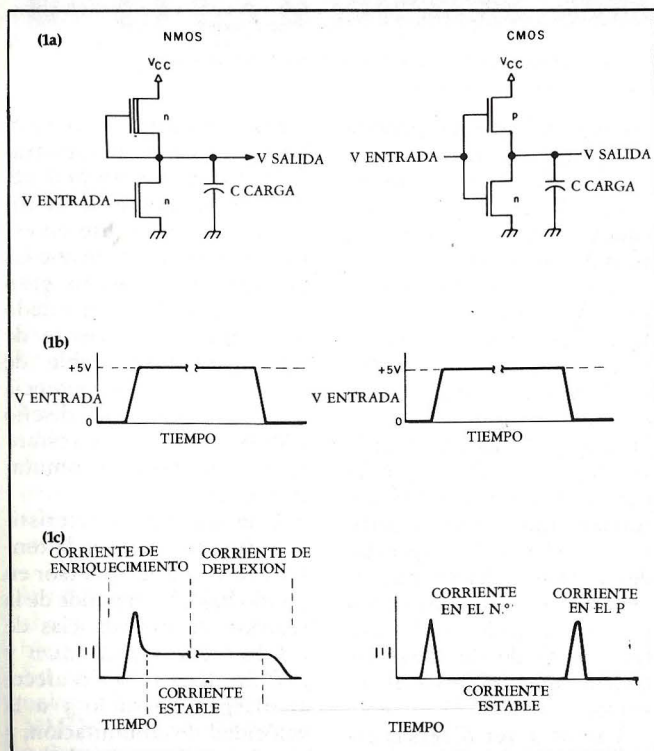 (1a)
NMOS
CMOS
VCC
n
V SALIDA
C CARGA
V ENTRADA
n
VCC
p
V ENTRADA
V SALIDA
C CARGA
n
(1b)
+5V
V ENTRADA
0
TIEMPO
+5V
V ENTRADA
0
TIEMPO
(1c)
CORRIENTE DE
ENRIQUECIMIENTO
CORRIENTE DE
DEPLEXION
CORRIENTE
ESTABLE
TIEMPO
CORRIENTE
EN EL N.º
CORRIENTE
EN EL P
CORRIENTE
ESTABLE
TIEMPO